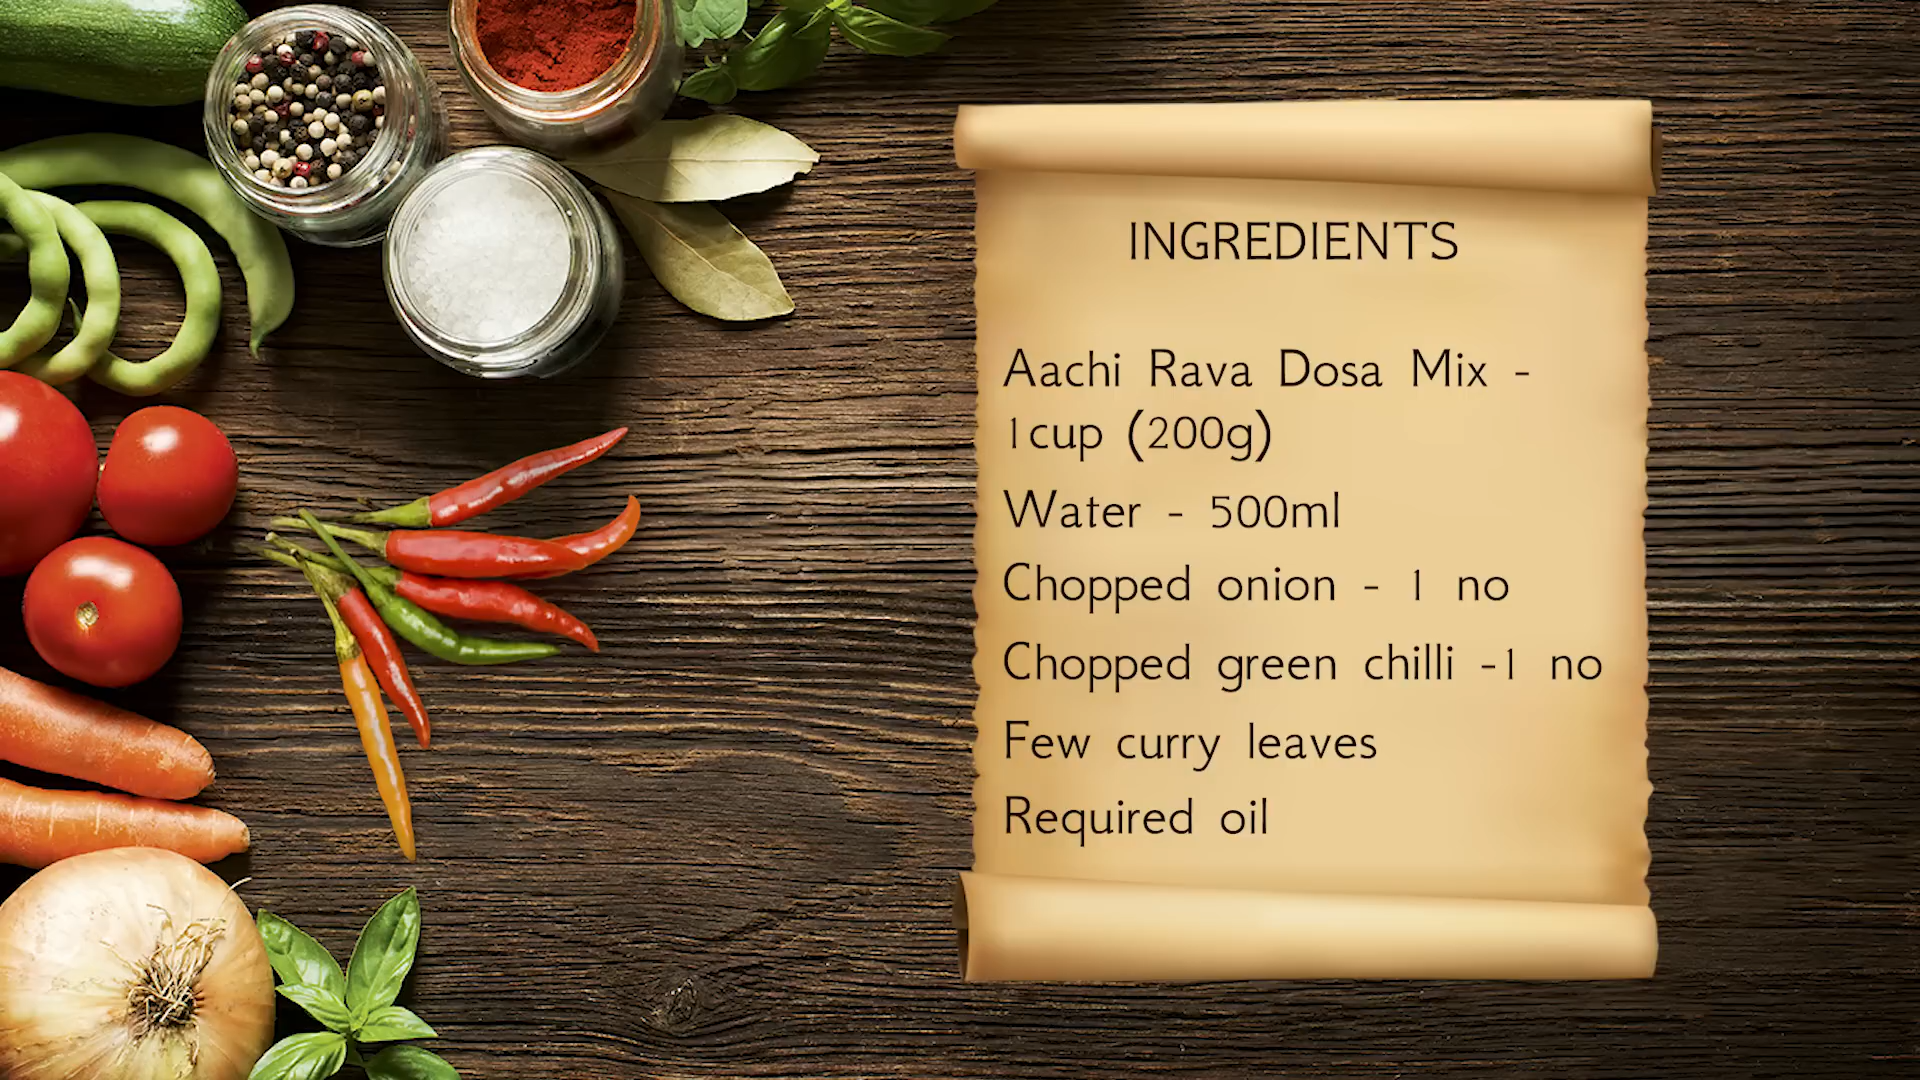 INGREDIENTS
Aachi Rava Dosa Mix -
1cup (200g)
Water - 500ml
Chopped onion - 1 no
Chopped green chilli -1 no
Few curry leaves
Required oil